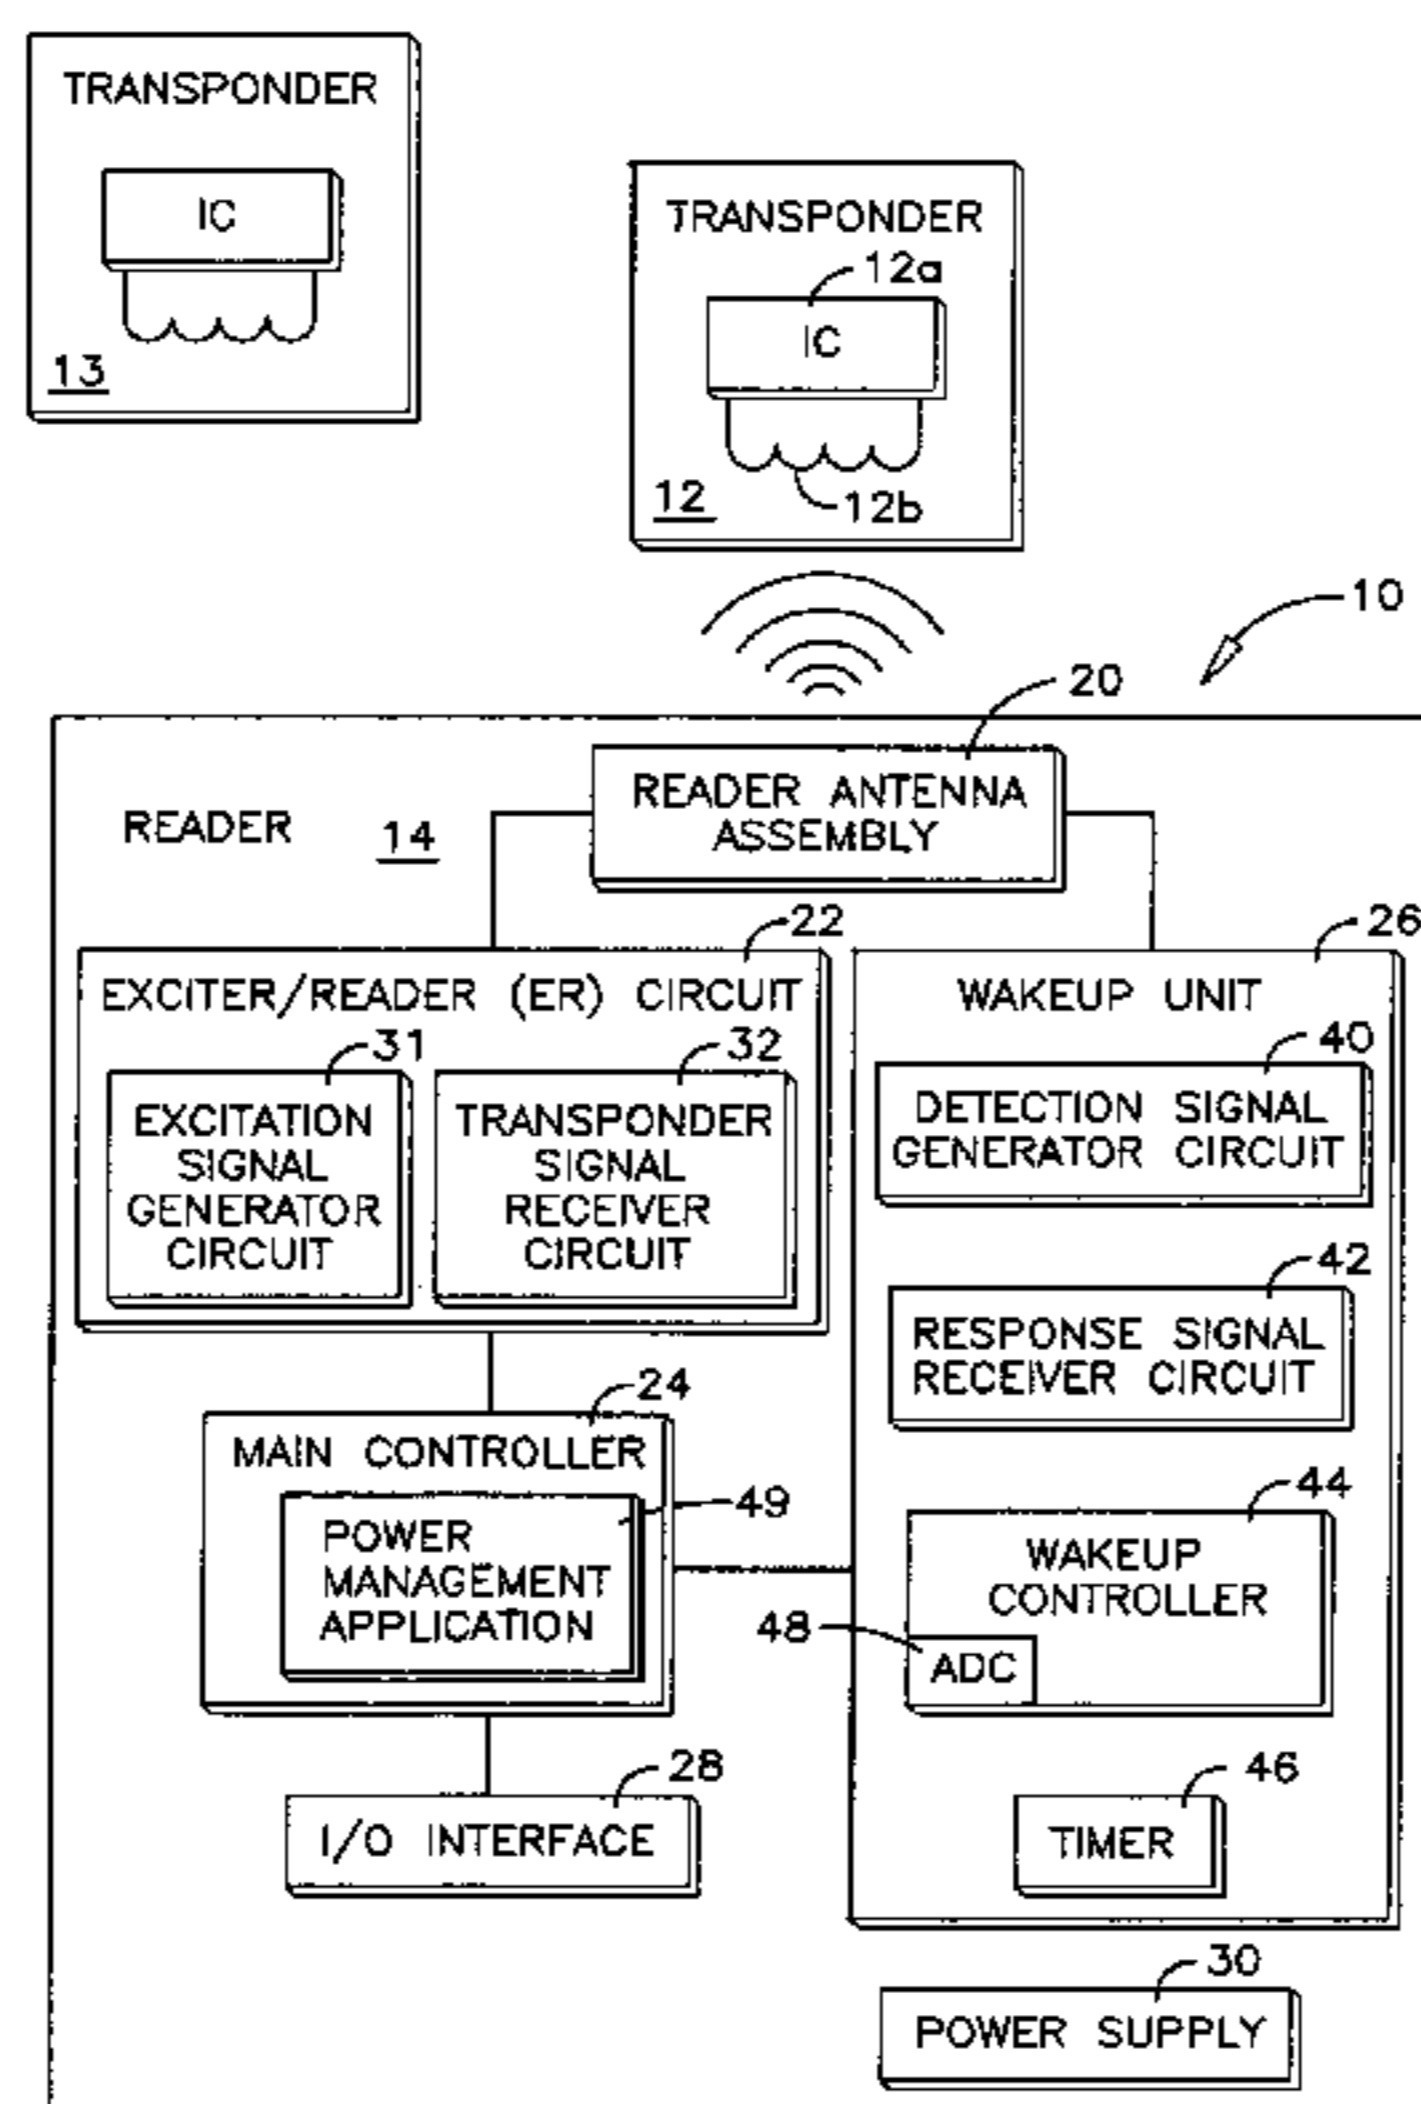 TRANSPONDER
IC
13
TRANSPONDER
12a
IC
12b
12
10
20
READER ANTENNA
ASSEMBLY
READER
14
22
EXCITER/READER (ER) CIRCUIT
31
EXCITATION
SIGNAL
GENERATOR
CIRCUIT
32
TRANSPONDER
SIGNAL
RECEIVER
CIRCUIT
26
WAKEUP UNIT
40
DETECTION SIGNAL
GENERATOR CIRCUIT
42
RESPONSE SIGNAL
RECEIVER CIRCUIT
24
MAIN CONTROLLER
49
POWER
MANAGEMENT
APPLICATION
44
WAKEUP
CONTROLLER
48
ADC
28
I/O INTERFACE
46
TIMER
30
POWER SUPPLY